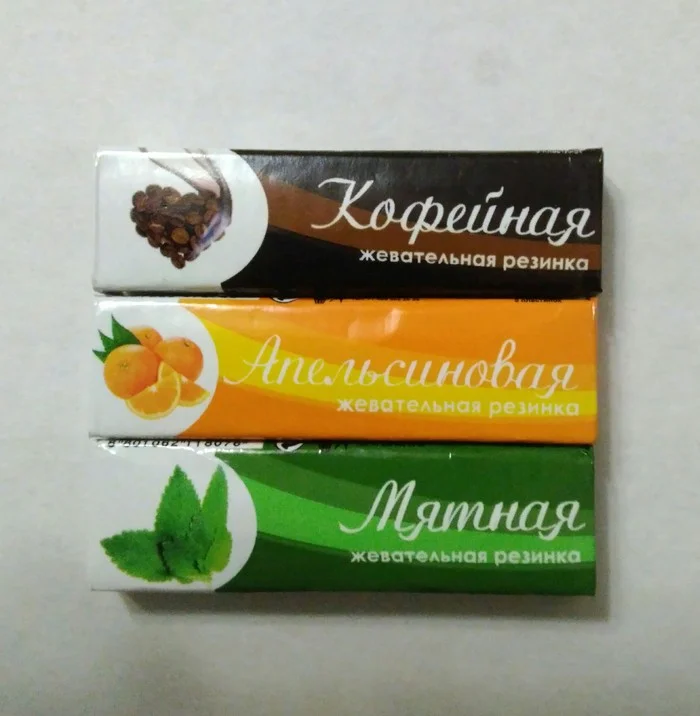 Кофейная
жевательная резинка
Апельсиновая
жевательная резинка
Мятная
жевательная резинка